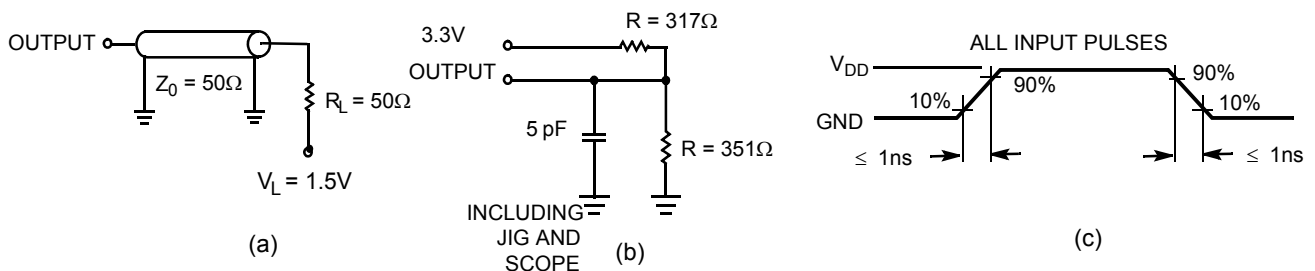 OUTPUT
Z0 = 50Ω
RL = 50Ω
VL = 1.5V
(a)
R = 317Ω
3.3V
OUTPUT
5 pF
R = 351Ω
INCLUDING
JIG AND
SCOPE
(b)
ALL INPUT PULSES
VDD
90%
90%
10%
10%
GND
≤ 1ns
≤ 1ns
(c)